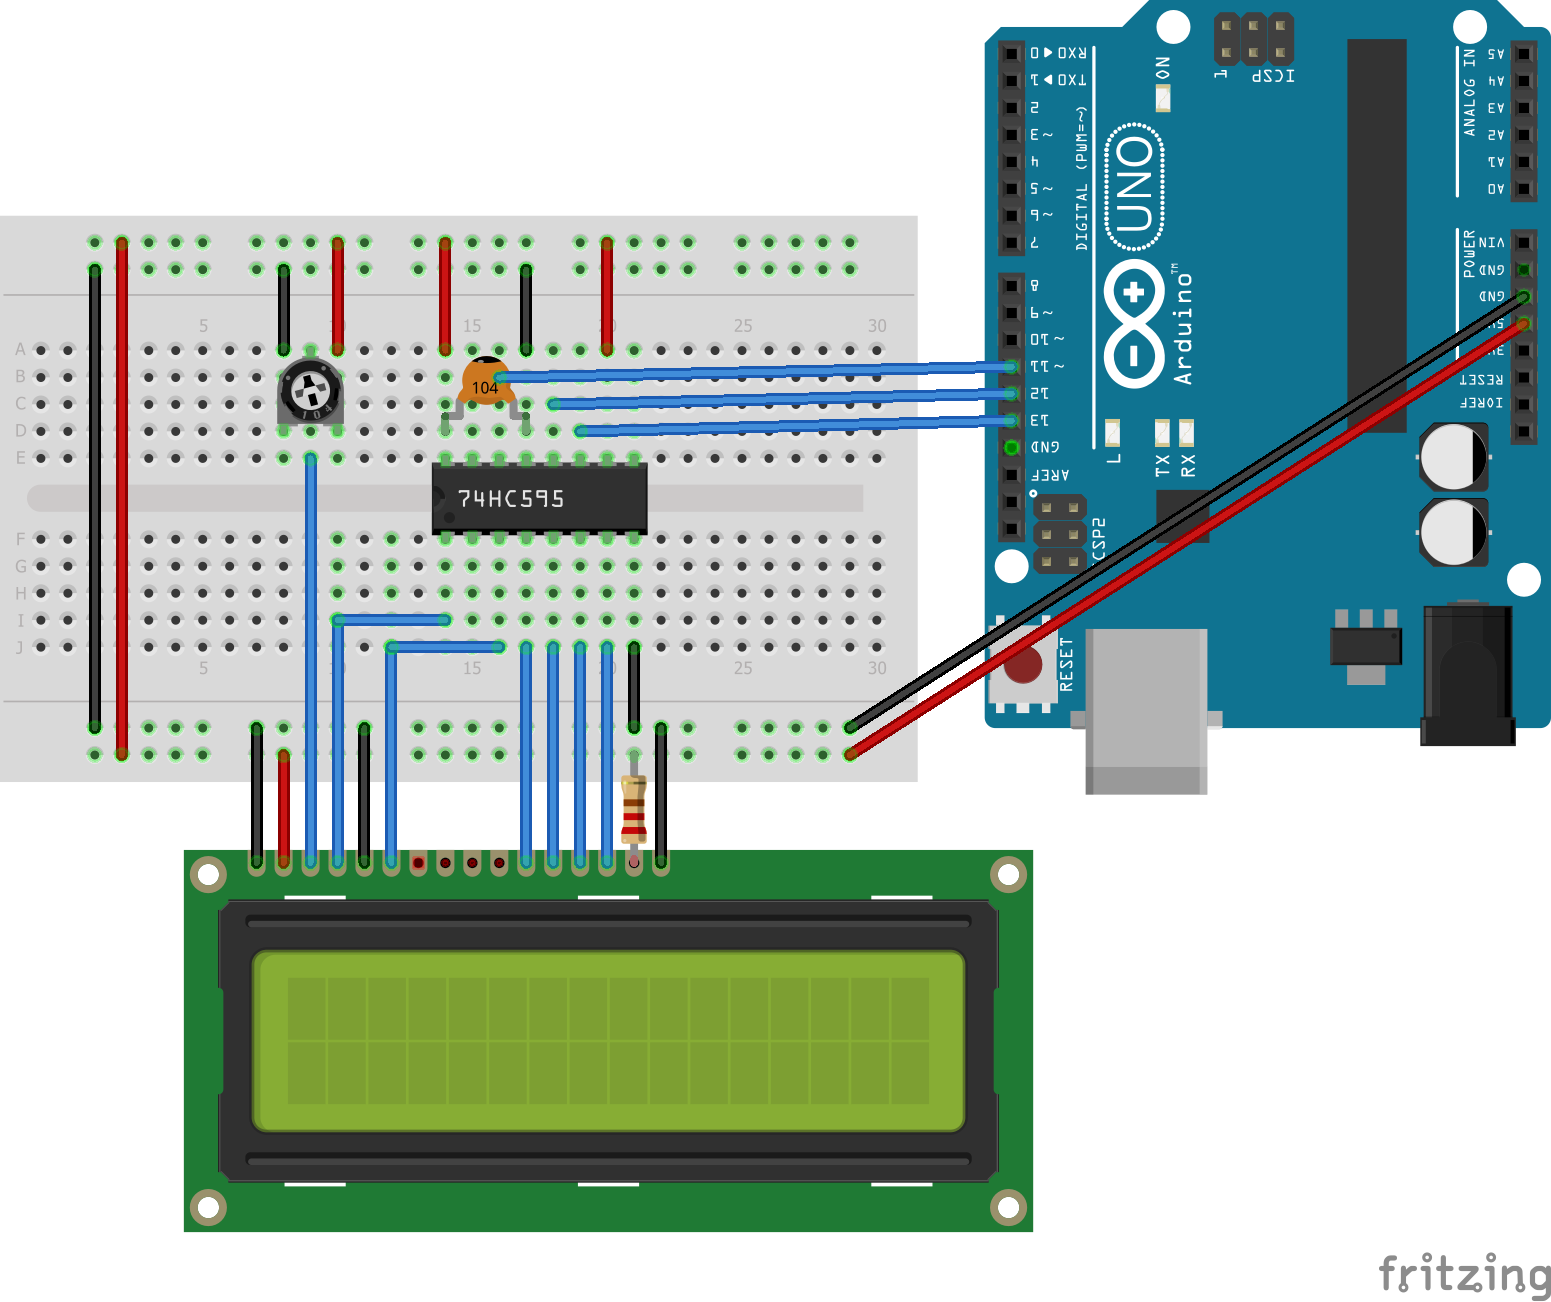 5 10 15 20 25 30
A
B
C
D
E
104
104
74HC595
F
G
H
I
J
5 10 15 20 25 30
RXD ◀ 0
TXD ◀ 1
2
~3
4
~5
~6
7
8
~9
~10
~11
12
13
GND
AREF
DIGITAL (PWM=~)
ON
1 ICSP
UNO
Arduino™
L
TX
RX
ICSP2
RESET
A5
A4
A3
A2
A1
A0
ANALOG IN
VIN
GND
GND
5V
3V3
RESET
IOREF
POWER
fritzing